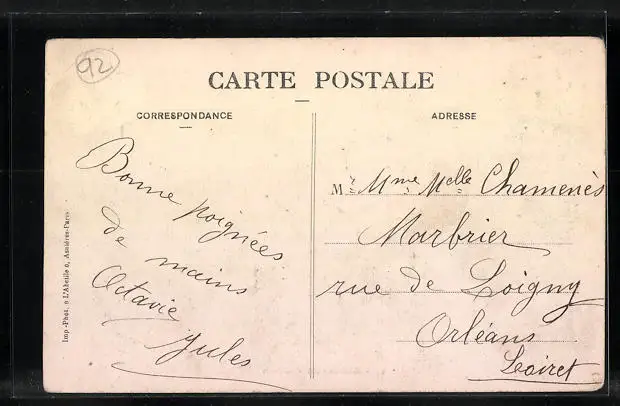 92
CARTE POSTALE
CORRESPONDANCE
ADRESSE
Bonne poignées
de mains
Octavie
Jules
M. Mme Melle Chamenès
Marbrier
rue de Loigny
Orléans
Loiret
Imp.-Phot. à L'Abeille, Asnières-Paris